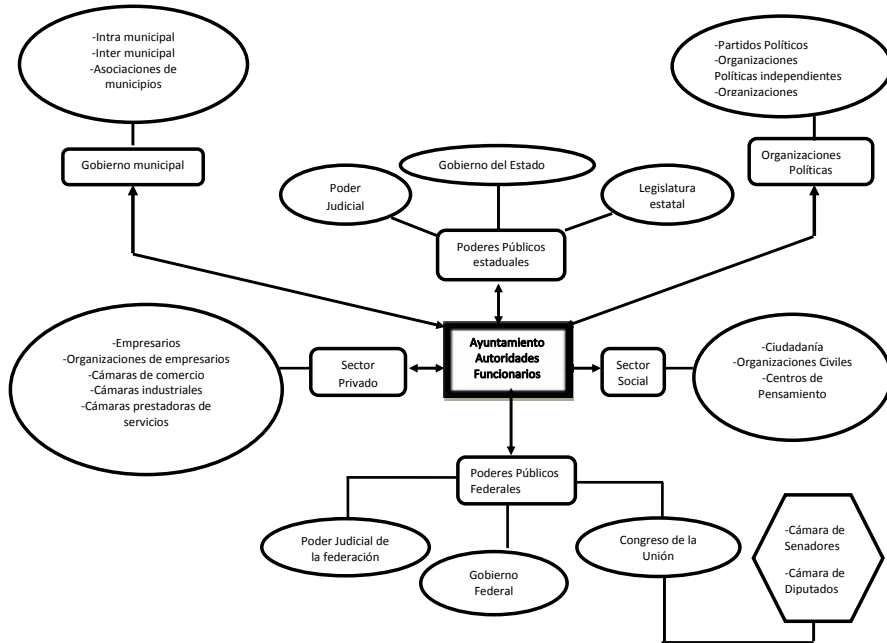 -Intra municipal
-Inter municipal
-Asociaciones de
municipios
-Partidos Políticos
-Organizaciones
Políticas independientes
-Organizaciones
Gobierno municipal
Organizaciones
Políticas
Gobierno del Estado
Poder
Judicial
Legislatura
estatal
Poderes Públicos
estaduales
-Empresarios
-Organizaciones de empresarios
-Cámaras de comercio
-Cámaras industriales
-Cámaras prestadoras de
servicios
Sector
Privado
Ayuntamiento
Autoridades
Funcionarios
Sector
Social
-Ciudadanía
-Organizaciones Civiles
-Centros de
Pensamiento
Poderes Públicos
Federales
Poder Judicial de
la federación
Gobierno
Federal
Congreso de la
Unión
-Cámara de
Senadores
-Cámara de
Diputados